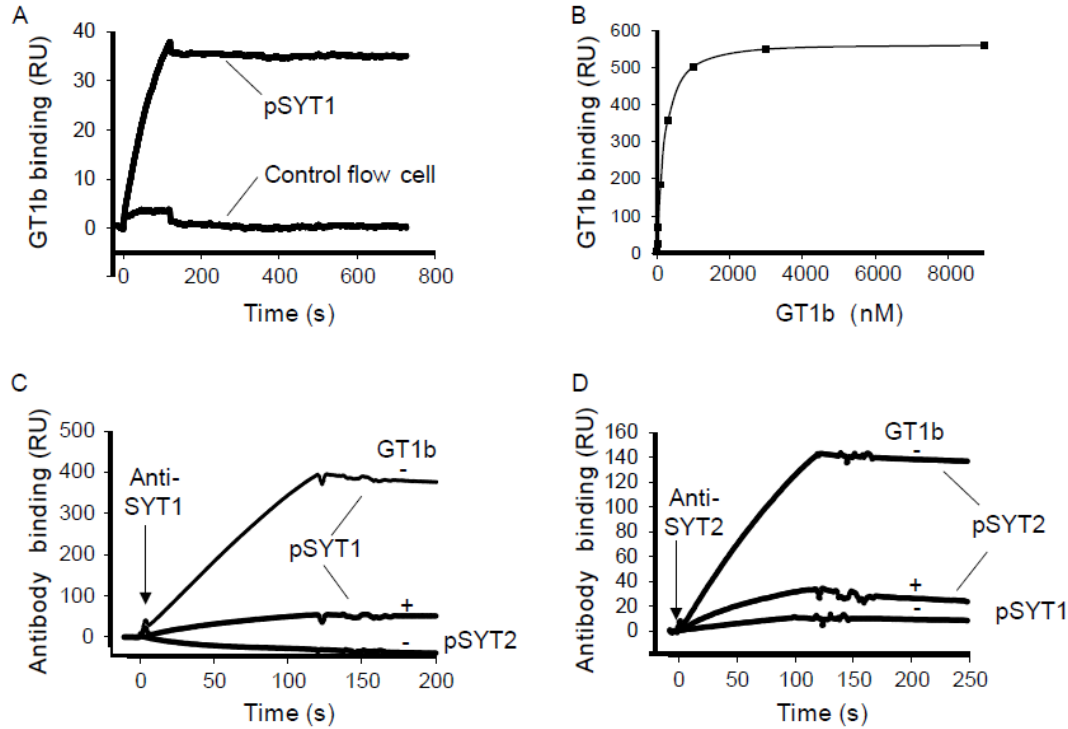 A
GT1b binding (RU)
40
30
20
10
0
pSYT1
Control flow cell
0 200 400 600 800
Time (s)
B
GT1b binding (RU)
600
500
400
300
200
100
0
0 2000 4000 6000 8000
GT1b (nM)
C
Antibody binding (RU)
500
400
300
200
100
0
Anti-
SYT1
GT1b
-
pSYT1
+
-
pSYT2
0 50 100 150 200
Time (s)
D
Antibody binding (RU)
160
140
120
100
80
60
40
20
0
Anti-
SYT2
GT1b
-
pSYT2
+
-
pSYT1
0 50 100 150 200 250
Time (s)